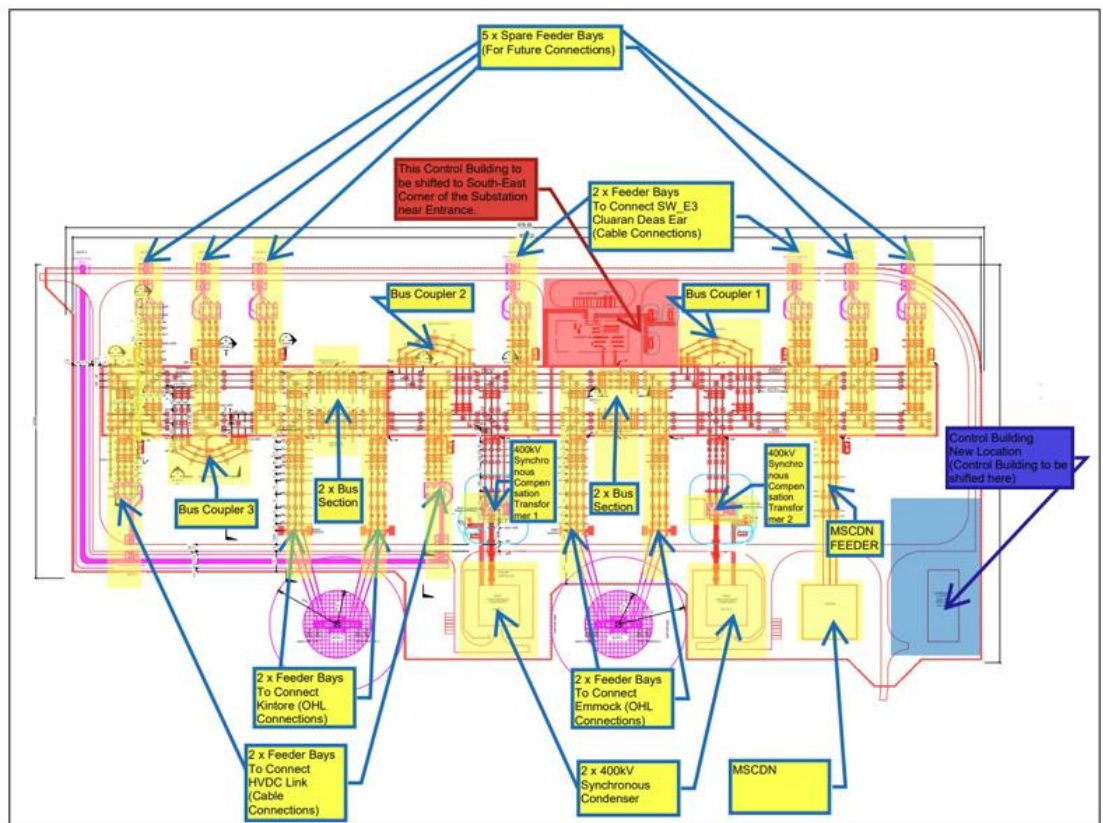 5 x Spare Feeder Bays
(For Future Connections)
This Control Building to
be shifted to South-East
Corner of the Substation
near Entrance.
2 x Feeder Bays
To Connect SW_E3
Cluaran Deas Ear
(Cable Connections)
Bus Coupler 2
Bus Coupler 1
Control Building
New Location
(Control Building to be
shifted here)
400kV
Synchro
nous
Compen
sation
Transfor
mer 1
400kV
Synchro
nous
Compen
sation
Transfor
mer 2
2 x Bus
Section
2 x Bus
Section
Bus Coupler 3
MSCDN
FEEDER
2 x Feeder Bays
To Connect
Kintore (OHL
Connections)
2 x Feeder Bays
To Connect
Emmock (OHL
Connections)
2 x Feeder Bays
To Connect
HVDC Link
(Cable
Connections)
2 x 400kV
Synchronous
Condenser
MSCDN